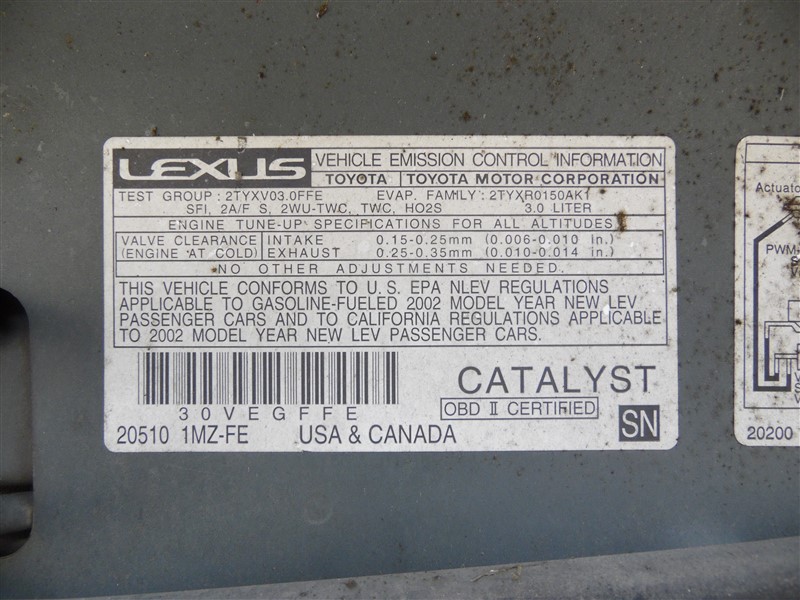 LEXUS VEHICLE EMISSION CONTROL INFORMATION
TOYOTA TOYOTA MOTOR CORPORATION
TEST GROUP : 2TYXV03.0FFE EVAP. FAMILY : 2TYXR0150AK1
SFI, 2A/F S, 2WU-TWC, TWC, HO2S 3.0 LITER
ENGINE TUNE-UP SPECIFICATIONS FOR ALL ALTITUDES
VALVE CLEARANCE INTAKE 0.15-0.25mm (0.006-0.010 in.)
(ENGINE AT COLD) EXHAUST 0.25-0.35mm (0.010-0.014 in.)
NO OTHER ADJUSTMENTS NEEDED.
THIS VEHICLE CONFORMS TO U.S. EPA NLEV REGULATIONS
APPLICABLE TO GASOLINE-FUELED 2002 MODEL YEAR NEW LEV
PASSENGER CARS AND TO CALIFORNIA REGULATIONS APPLICABLE
TO 2002 MODEL YEAR NEW LEV PASSENGER CARS.
30VEGFFE
CATALYST
OBD II CERTIFIED
20510 1MZ-FE USA & CANADA
SN
Actuato
PWM
20200